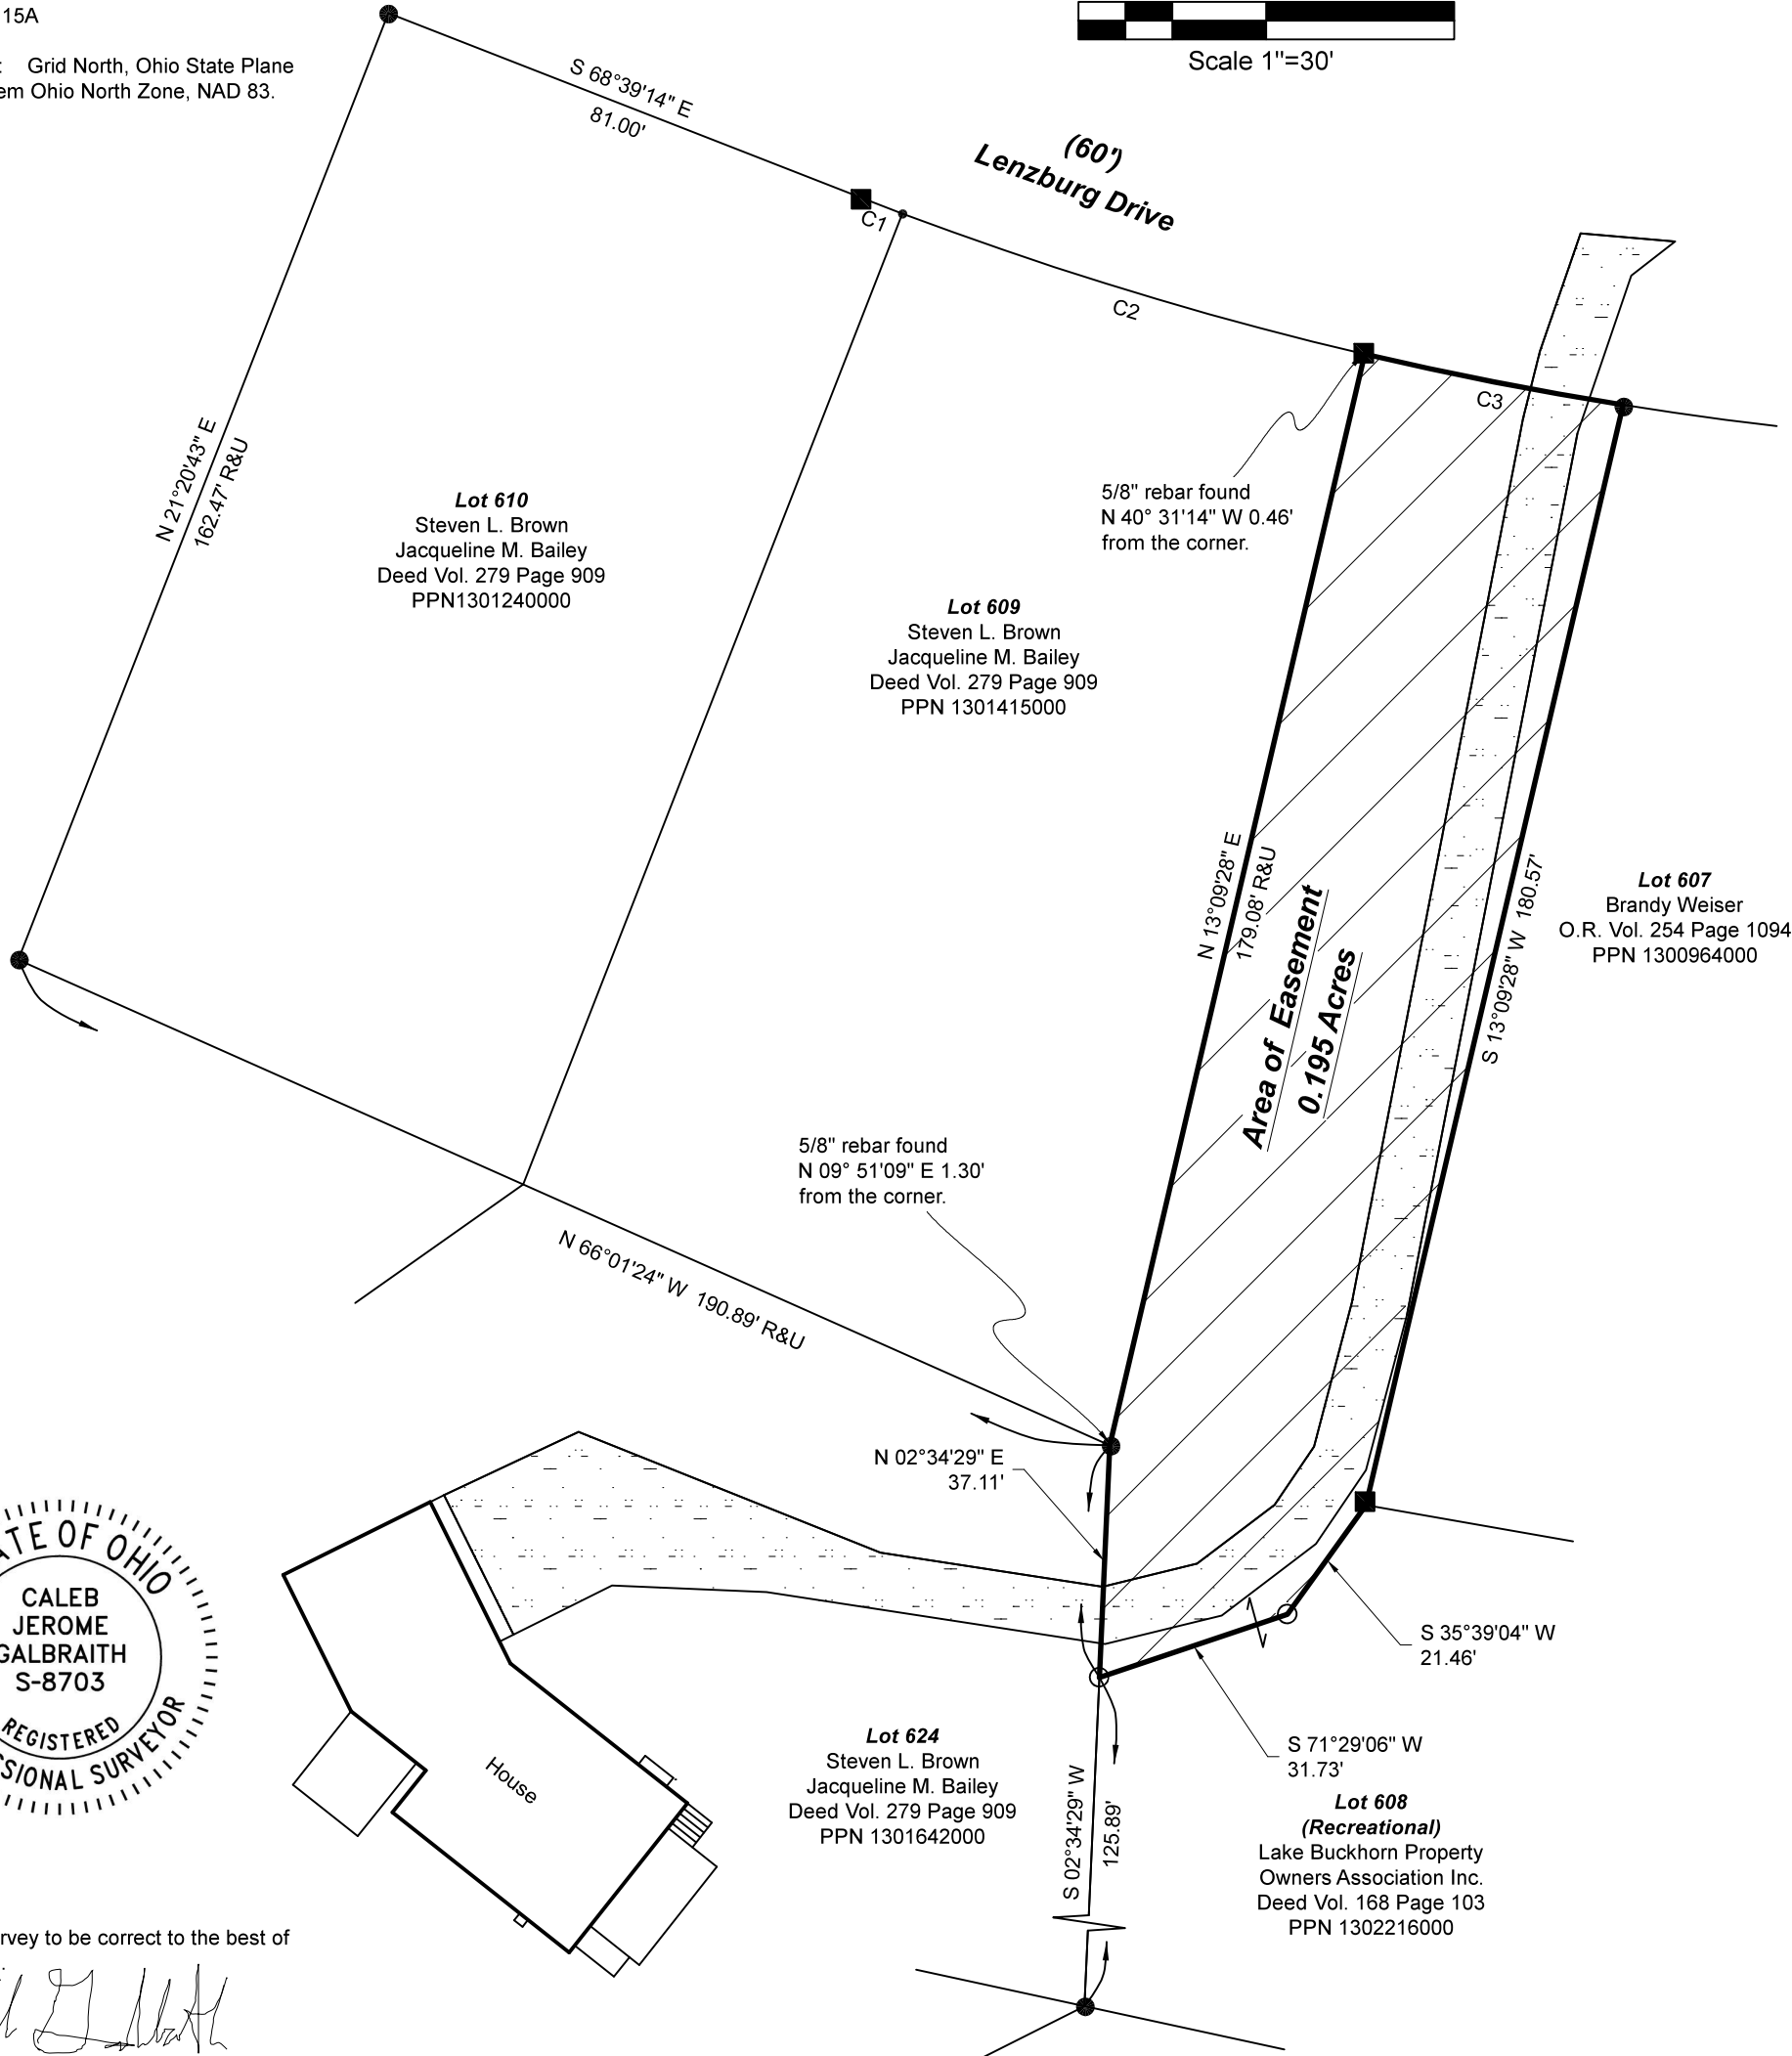 15A
: Grid North, Ohio State Plane
em Ohio North Zone, NAD 83.
Scale 1"=30'
S 68°39'14" E
81.00'
(60')
Lenzburg Drive
C1
C2
C3
N 21°20'43" E
162.47' R&U
Lot 610
Steven L. Brown
Jacqueline M. Bailey
Deed Vol. 279 Page 909
PPN1301240000
5/8" rebar found
N 40° 31'14" W 0.46'
from the corner.
Lot 609
Steven L. Brown
Jacqueline M. Bailey
Deed Vol. 279 Page 909
PPN 1301415000
N 13°09'28" E
179.08' R&U
Area of Easement
0.195 Acres
S 13°09'28" W 180.57'
Lot 607
Brandy Weiser
O.R. Vol. 254 Page 1094
PPN 1300964000
5/8" rebar found
N 09° 51'09" E 1.30'
from the corner.
N 66°01'24" W 190.89' R&U
N 02°34'29" E
37.11'
S 35°39'04" W
21.46'
S 71°29'06" W
31.73'
ATE OF OHIO
CALEB
JEROME
GALBRAITH
S-8703
REGISTERED
SSIONAL SURVEYOR
House
Lot 624
Steven L. Brown
Jacqueline M. Bailey
Deed Vol. 279 Page 909
PPN 1301642000
S 02°34'29" W
125.89'
Lot 608
(Recreational)
Lake Buckhorn Property
Owners Association Inc.
Deed Vol. 168 Page 103
PPN 1302216000
rvey to be correct to the best of